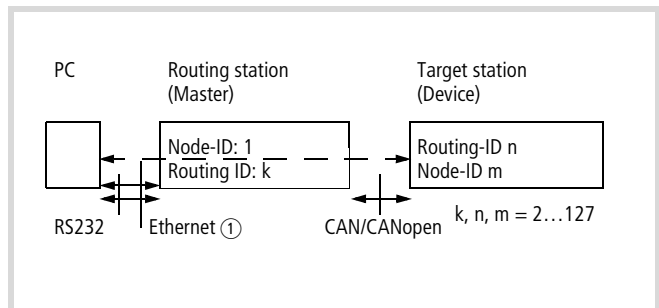 PC
Routing station
(Master)
Target station
(Device)
Node-ID: 1
Routing ID: k
Routing-ID n
Node-ID m
RS232
Ethernet ①
CAN/CANopen
k, n, m = 2…127